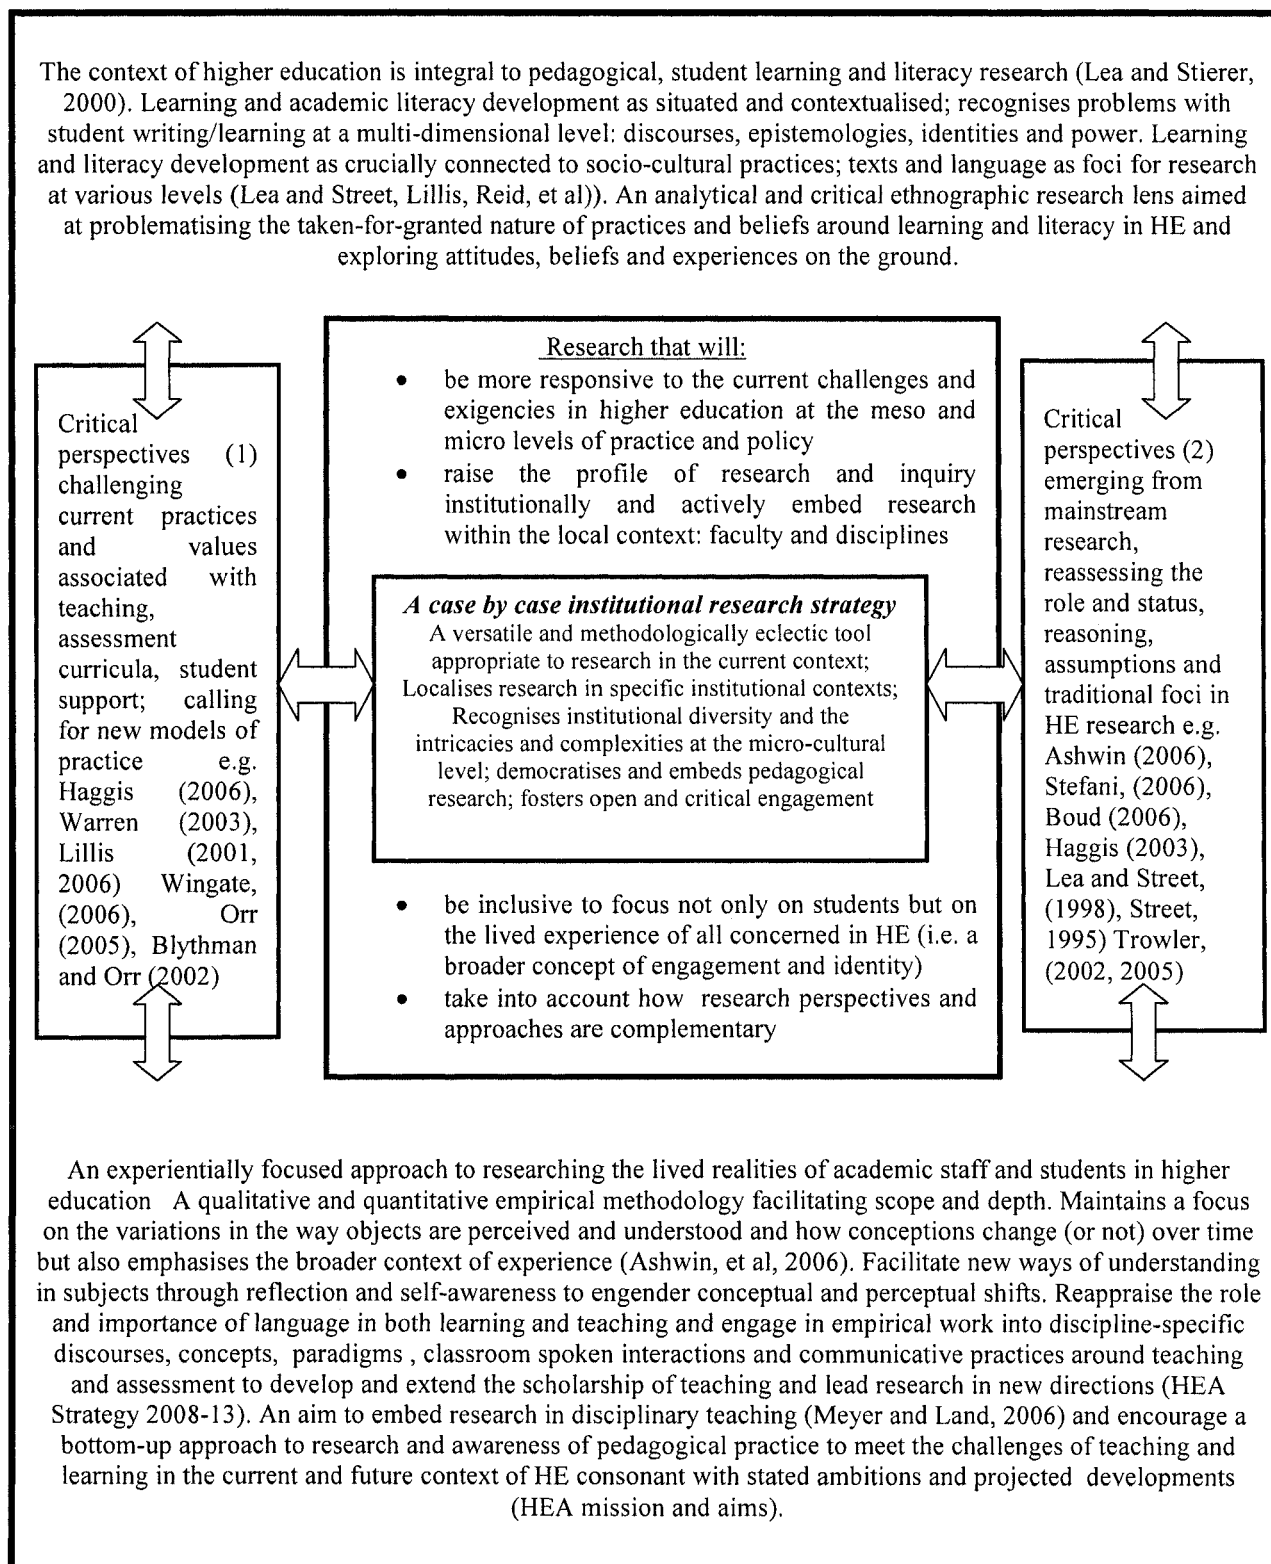 The context of higher education is integral to pedagogical, student learning and literacy research (Lea and Stierer,
2000). Learning and academic literacy development as situated and contextualised; recognises problems with
student writing/learning at a multi-dimensional level: discourses, epistemologies, identities and power. Learning
and literacy development as crucially connected to socio-cultural practices; texts and language as foci for research
at various levels (Lea and Street, Lillis, Reid, et al)). An analytical and critical ethnographic research lens aimed
at problematising the taken-for-granted nature of practices and beliefs around learning and literacy in HE and
exploring attitudes, beliefs and experiences on the ground.
Critical
perspectives (1)
challenging
current practices
and values
associated with
teaching,
assessment
curricula, student
support; calling
for new models of
practice e.g.
Haggis (2006),
Warren (2003),
Lillis (2001,
2006) Wingate,
(2006), Orr
(2005), Blythman
and Orr (2002)
Research that will:
• be more responsive to the current challenges and
exigencies in higher education at the meso and
micro levels of practice and policy
• raise the profile of research and inquiry
institutionally and actively embed research
within the local context: faculty and disciplines
A case by case institutional research strategy
A versatile and methodologically eclectic tool
appropriate to research in the current context;
Localises research in specific institutional contexts;
Recognises institutional diversity and the
intricacies and complexities at the micro-cultural
level; democratises and embeds pedagogical
research; fosters open and critical engagement
• be inclusive to focus not only on students but on
the lived experience of all concerned in HE (i.e. a
broader concept of engagement and identity)
• take into account how research perspectives and
approaches are complementary
Critical
perspectives (2)
emerging from
mainstream
research,
reassessing the
role and status,
reasoning,
assumptions and
traditional foci in
HE research e.g.
Ashwin (2006),
Stefani, (2006),
Boud (2006),
Haggis (2003),
Lea and Street,
(1998), Street,
1995) Trowler,
(2002, 2005)
An experientially focused approach to researching the lived realities of academic staff and students in higher
education A qualitative and quantitative empirical methodology facilitating scope and depth. Maintains a focus
on the variations in the way objects are perceived and understood and how conceptions change (or not) over time
but also emphasises the broader context of experience (Ashwin, et al, 2006). Facilitate new ways of understanding
in subjects through reflection and self-awareness to engender conceptual and perceptual shifts. Reappraise the role
and importance of language in both learning and teaching and engage in empirical work into discipline-specific
discourses, concepts, paradigms , classroom spoken interactions and communicative practices around teaching
and assessment to develop and extend the scholarship of teaching and lead research in new directions (HEA
Strategy 2008-13). An aim to embed research in disciplinary teaching (Meyer and Land, 2006) and encourage a
bottom-up approach to research and awareness of pedagogical practice to meet the challenges of teaching and
learning in the current and future context of HE consonant with stated ambitions and projected developments
(HEA mission and aims).